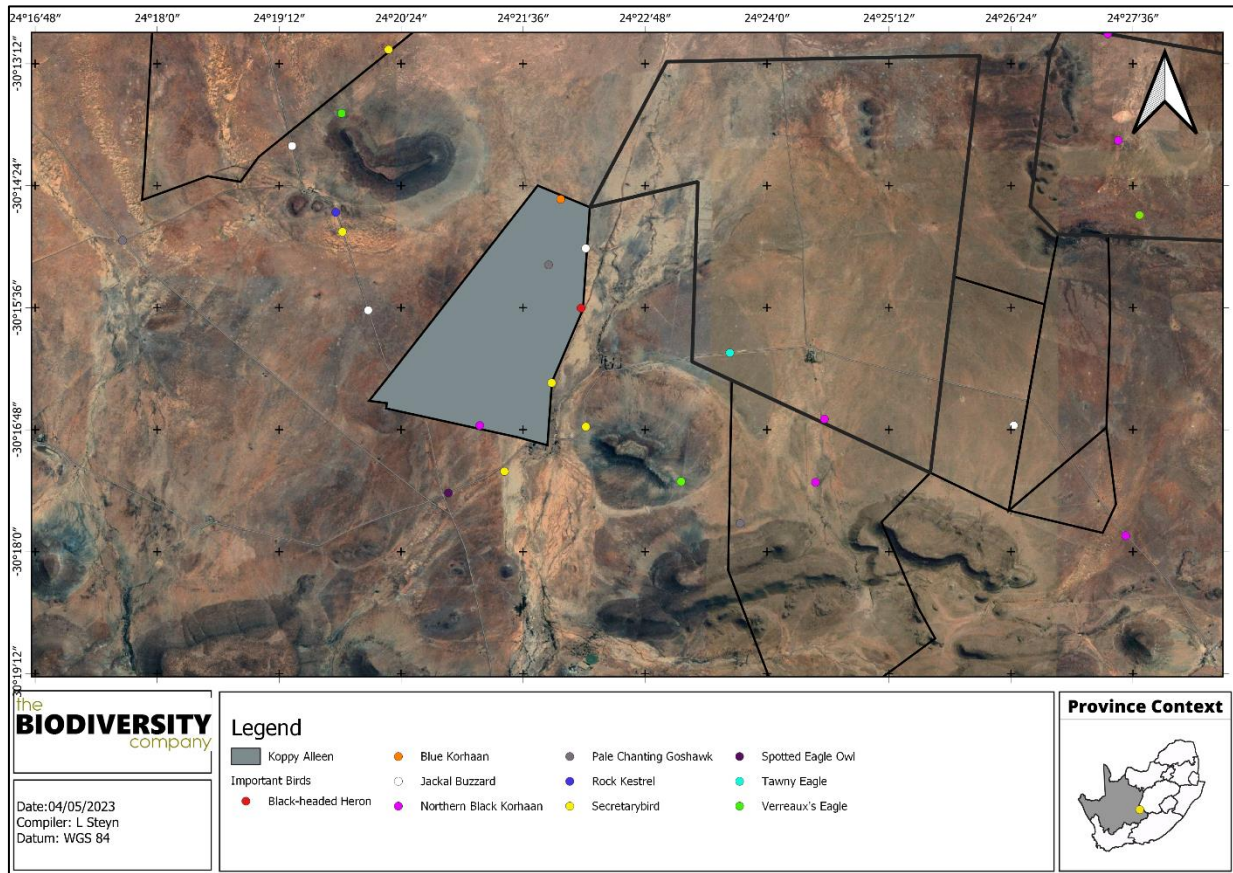 24°16′48″ 24°18′0″ 24°19′12″ 24°20′24″ 24°21′36″ 24°22′48″ 24°24′0″ 24°25′12″ 24°26′24″ 24°27′36″
-30°13′12″
-30°14′24″
-30°15′36″
-30°16′48″
-30°18′0″
-30°19′12″
the
BIODIVERSITY
company
Date:04/05/2023
Compiler: L Steyn
Datum: WGS 84
Legend
Koppy Alleen
Important Birds
Black-headed Heron
Blue Korhaan
Jackal Buzzard
Northern Black Korhaan
Pale Chanting Goshawk
Rock Kestrel
Secretarybird
Spotted Eagle Owl
Tawny Eagle
Verreaux's Eagle
Province Context